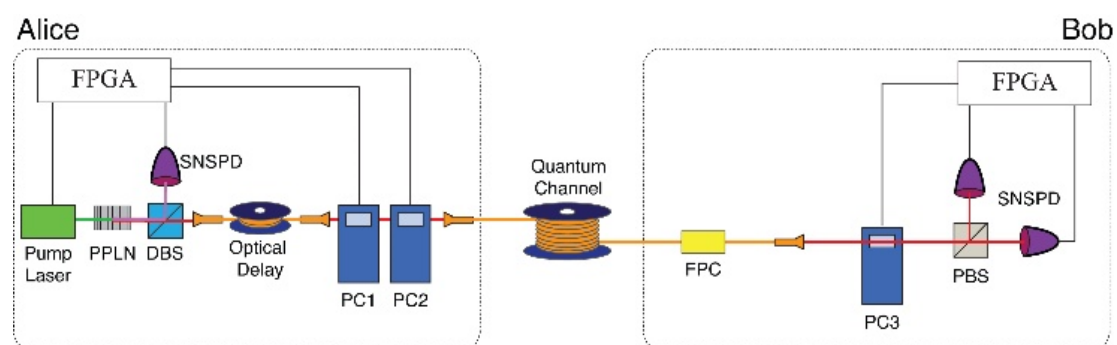 Alice
Bob
FPGA
FPGA
SNSPD
Quantum
Channel
SNSPD
Pump
Laser
PPLN
DBS
Optical
Delay
PC1
PC2
FPC
PC3
PBS